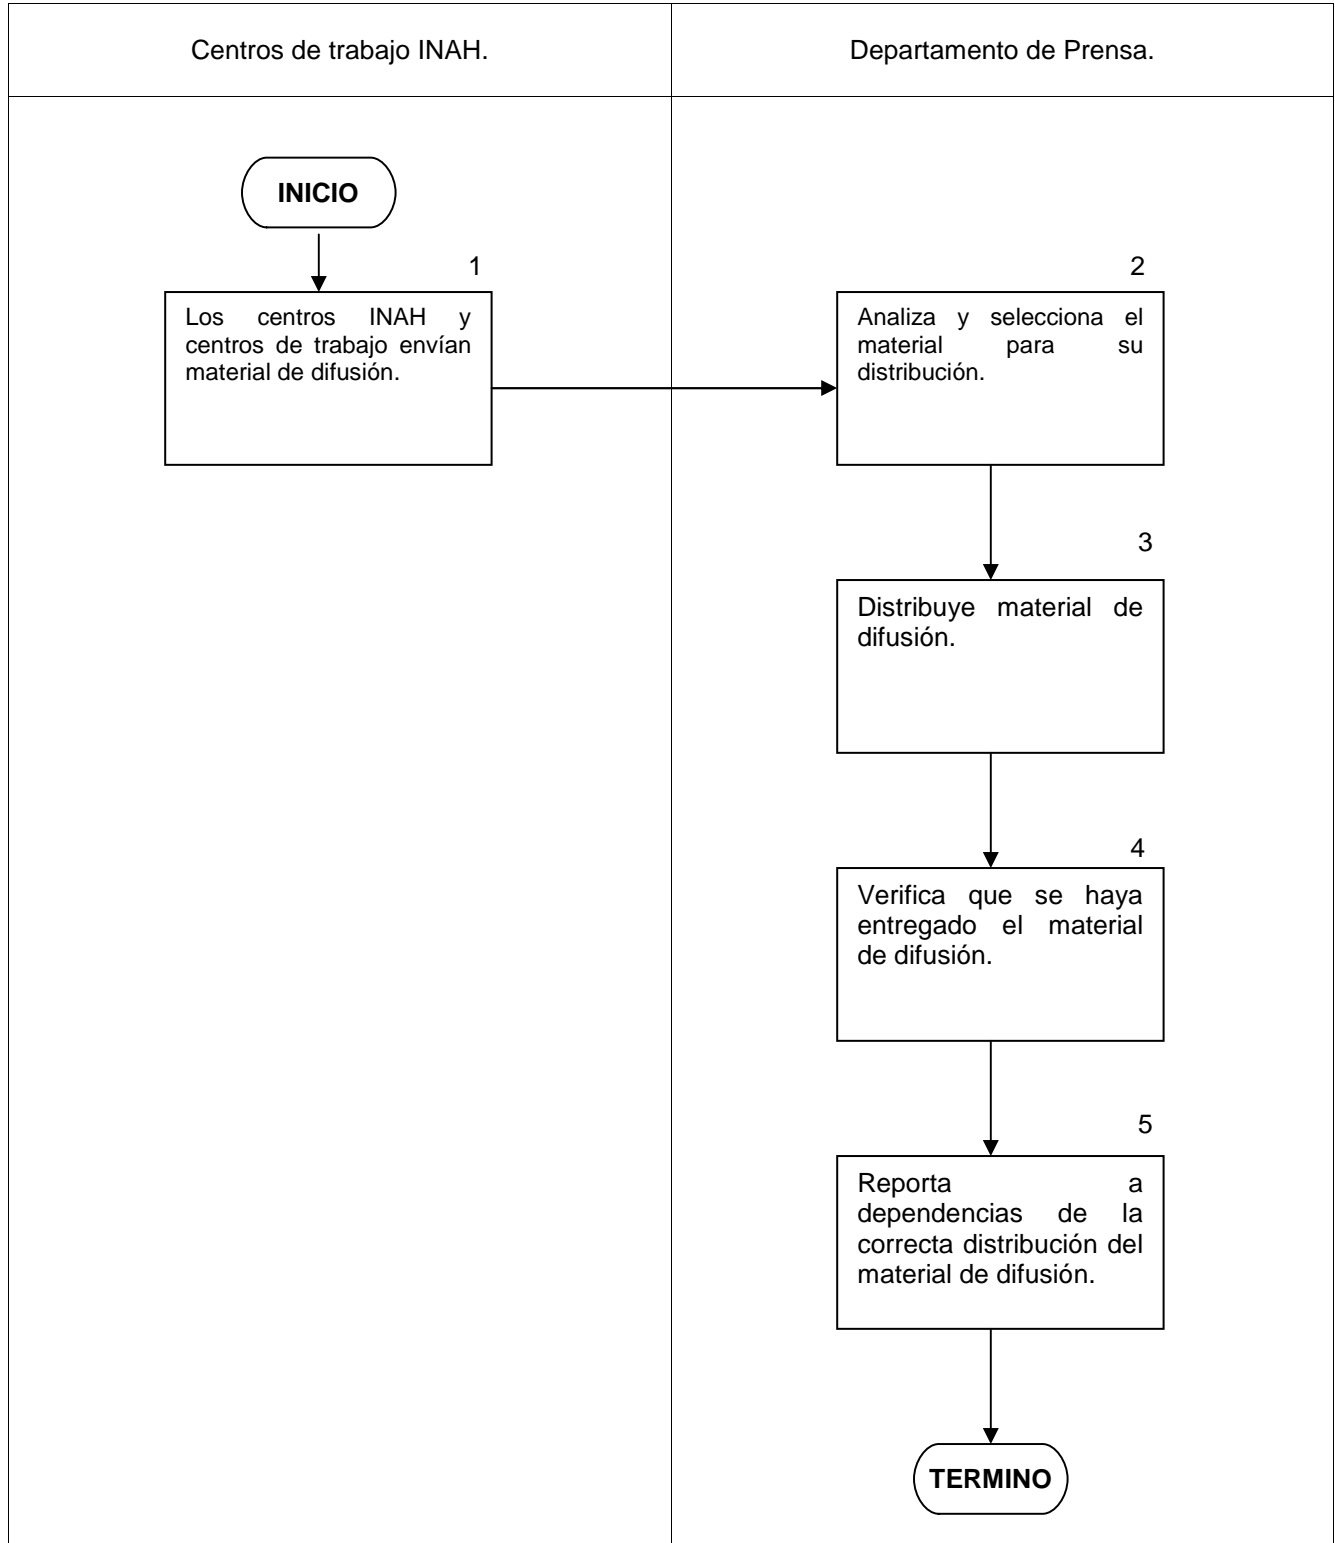 Centros de trabajo INAH.
Departamento de Prensa.
INICIO
1
Los centros INAH y
centros de trabajo envían
material de difusión.
2
Analiza y selecciona el
material para su
distribución.
3
Distribuye material de
difusión.
4
Verifica que se haya
entregado el material
de difusión.
5
Reporta a
dependencias de la
correcta distribución del
material de difusión.
TERMINO